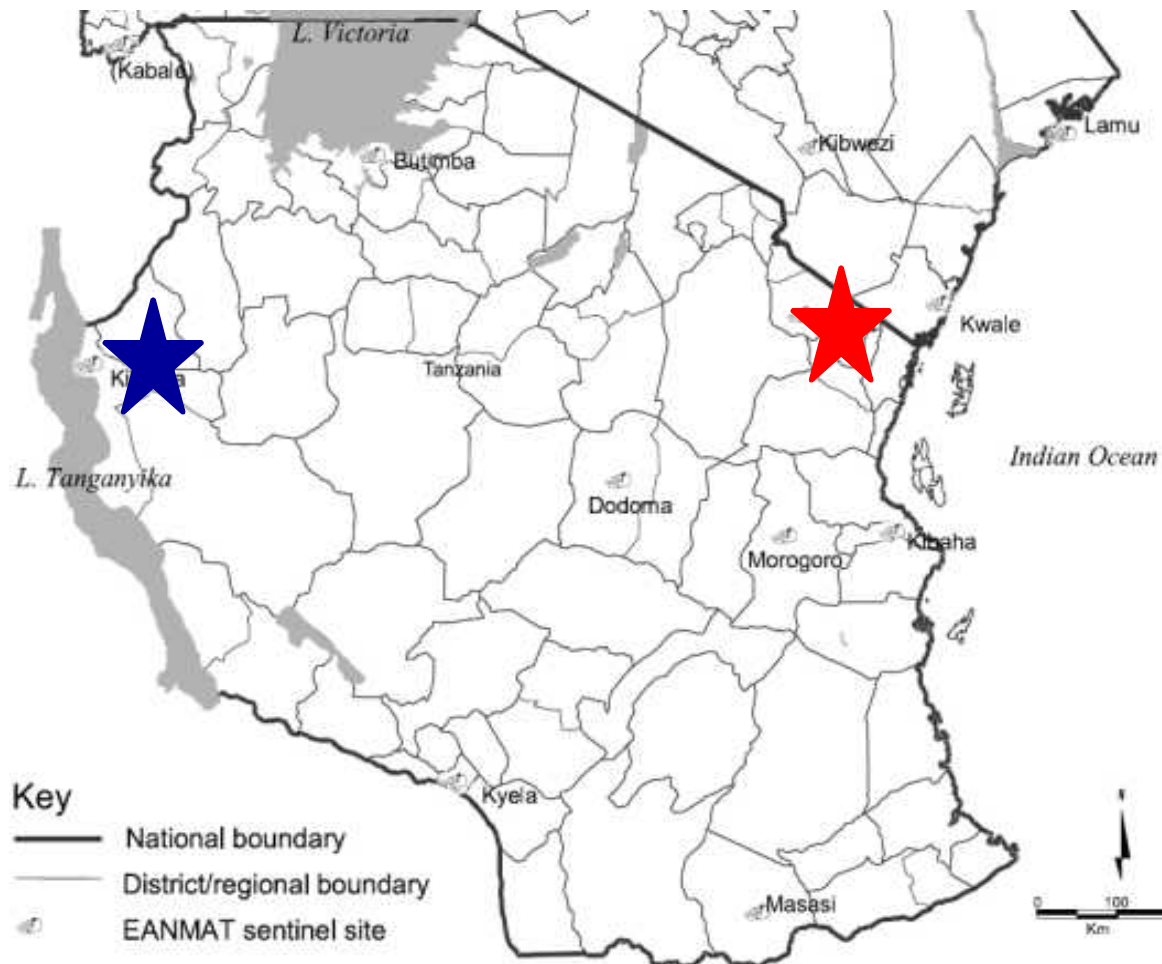 L. Victoria
(Kabale)
Lamu
Kibwezi
Butimba
Kwale
Tanzania
L. Tanganyika
Indian Ocean
Dodoma
Kibaha
Morogoro
Key
National boundary
District/regional boundary
EANMAT sentinel site
Kyela
Masasi
0 100
Km